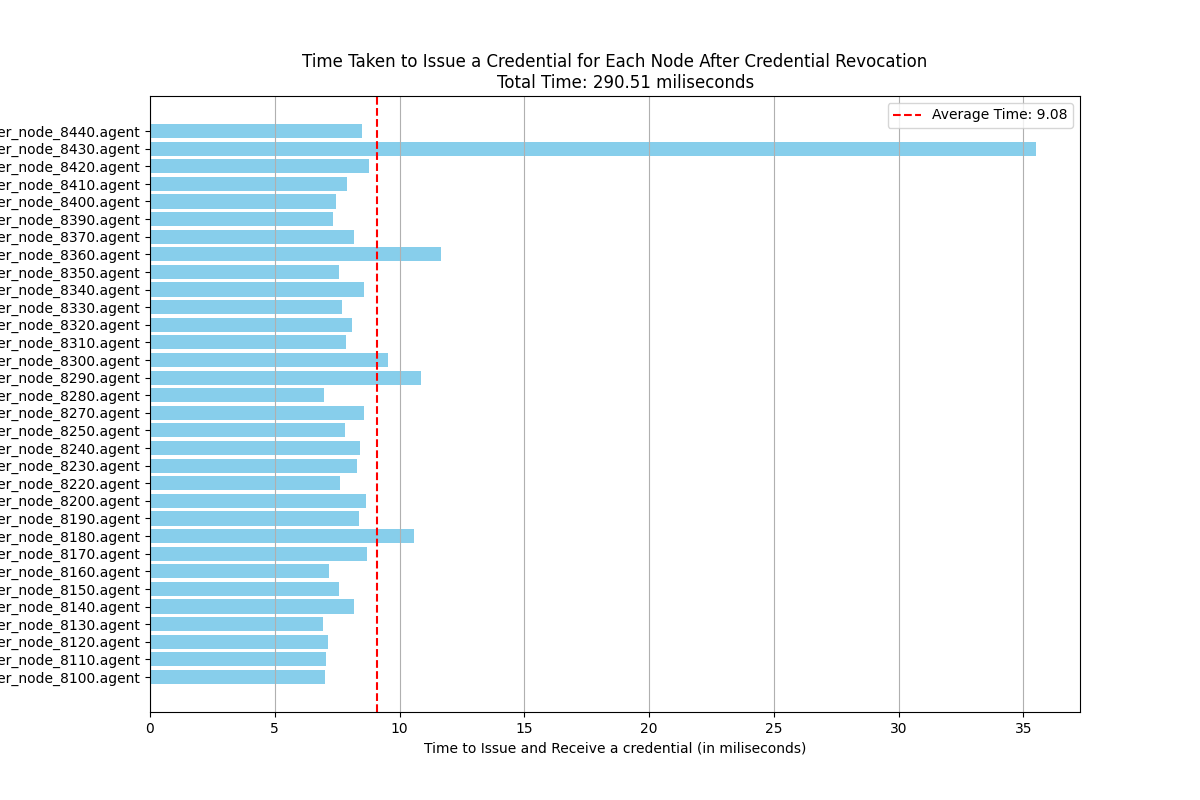 Time Taken to Issue a Credential for Each Node After Credential Revocation
Total Time: 290.51 miliseconds
Average Time: 9.08
er_node_8440.agent
er_node_8430.agent
er_node_8420.agent
er_node_8410.agent
er_node_8400.agent
er_node_8390.agent
er_node_8370.agent
er_node_8360.agent
er_node_8350.agent
er_node_8340.agent
er_node_8330.agent
er_node_8320.agent
er_node_8310.agent
er_node_8300.agent
er_node_8290.agent
er_node_8280.agent
er_node_8270.agent
er_node_8250.agent
er_node_8240.agent
er_node_8230.agent
er_node_8220.agent
er_node_8200.agent
er_node_8190.agent
er_node_8180.agent
er_node_8170.agent
er_node_8160.agent
er_node_8150.agent
er_node_8140.agent
er_node_8130.agent
er_node_8120.agent
er_node_8110.agent
er_node_8100.agent
0 5 10 15 20 25 30 35
Time to Issue and Receive a credential (in miliseconds)